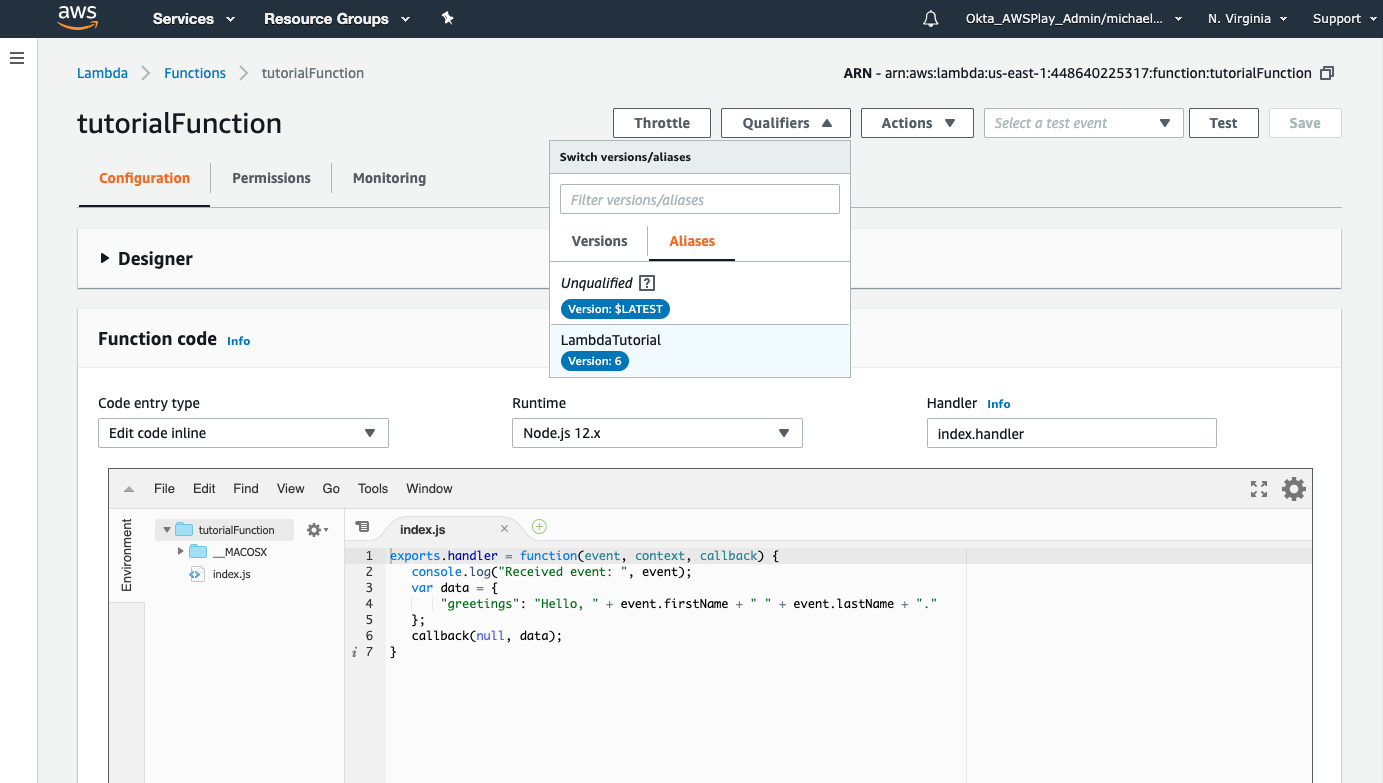 aws Services Resource Groups Okta_AWSPlay_Admin/michael... N. Virginia Support
Lambda Functions tutorialFunction ARN - arn:aws:lambda:us-east-1:448640225317:function:tutorialFunction
tutorialFunction Throttle Qualifiers Actions Select a test event Test Save
Switch versions/aliases
Configuration Permissions Monitoring
Filter versions/aliases
Versions Aliases
Designer
Unqualified ?
Version: $LATEST
Function code Info
LambdaTutorial
Version: 6
Code entry type Runtime Handler Info
Edit code inline Node.js 12.x index.handler
File Edit Find View Go Tools Window
Environment
tutorialFunction
__MACOSX
index.js
index.js
1 exports.handler = function(event, context, callback) {
2 console.log("Received event: ", event);
3 var data = {
4 "greetings": "Hello, " + event.firstName + " " + event.lastName + "."
5 };
6 callback(null, data);
i 7 }